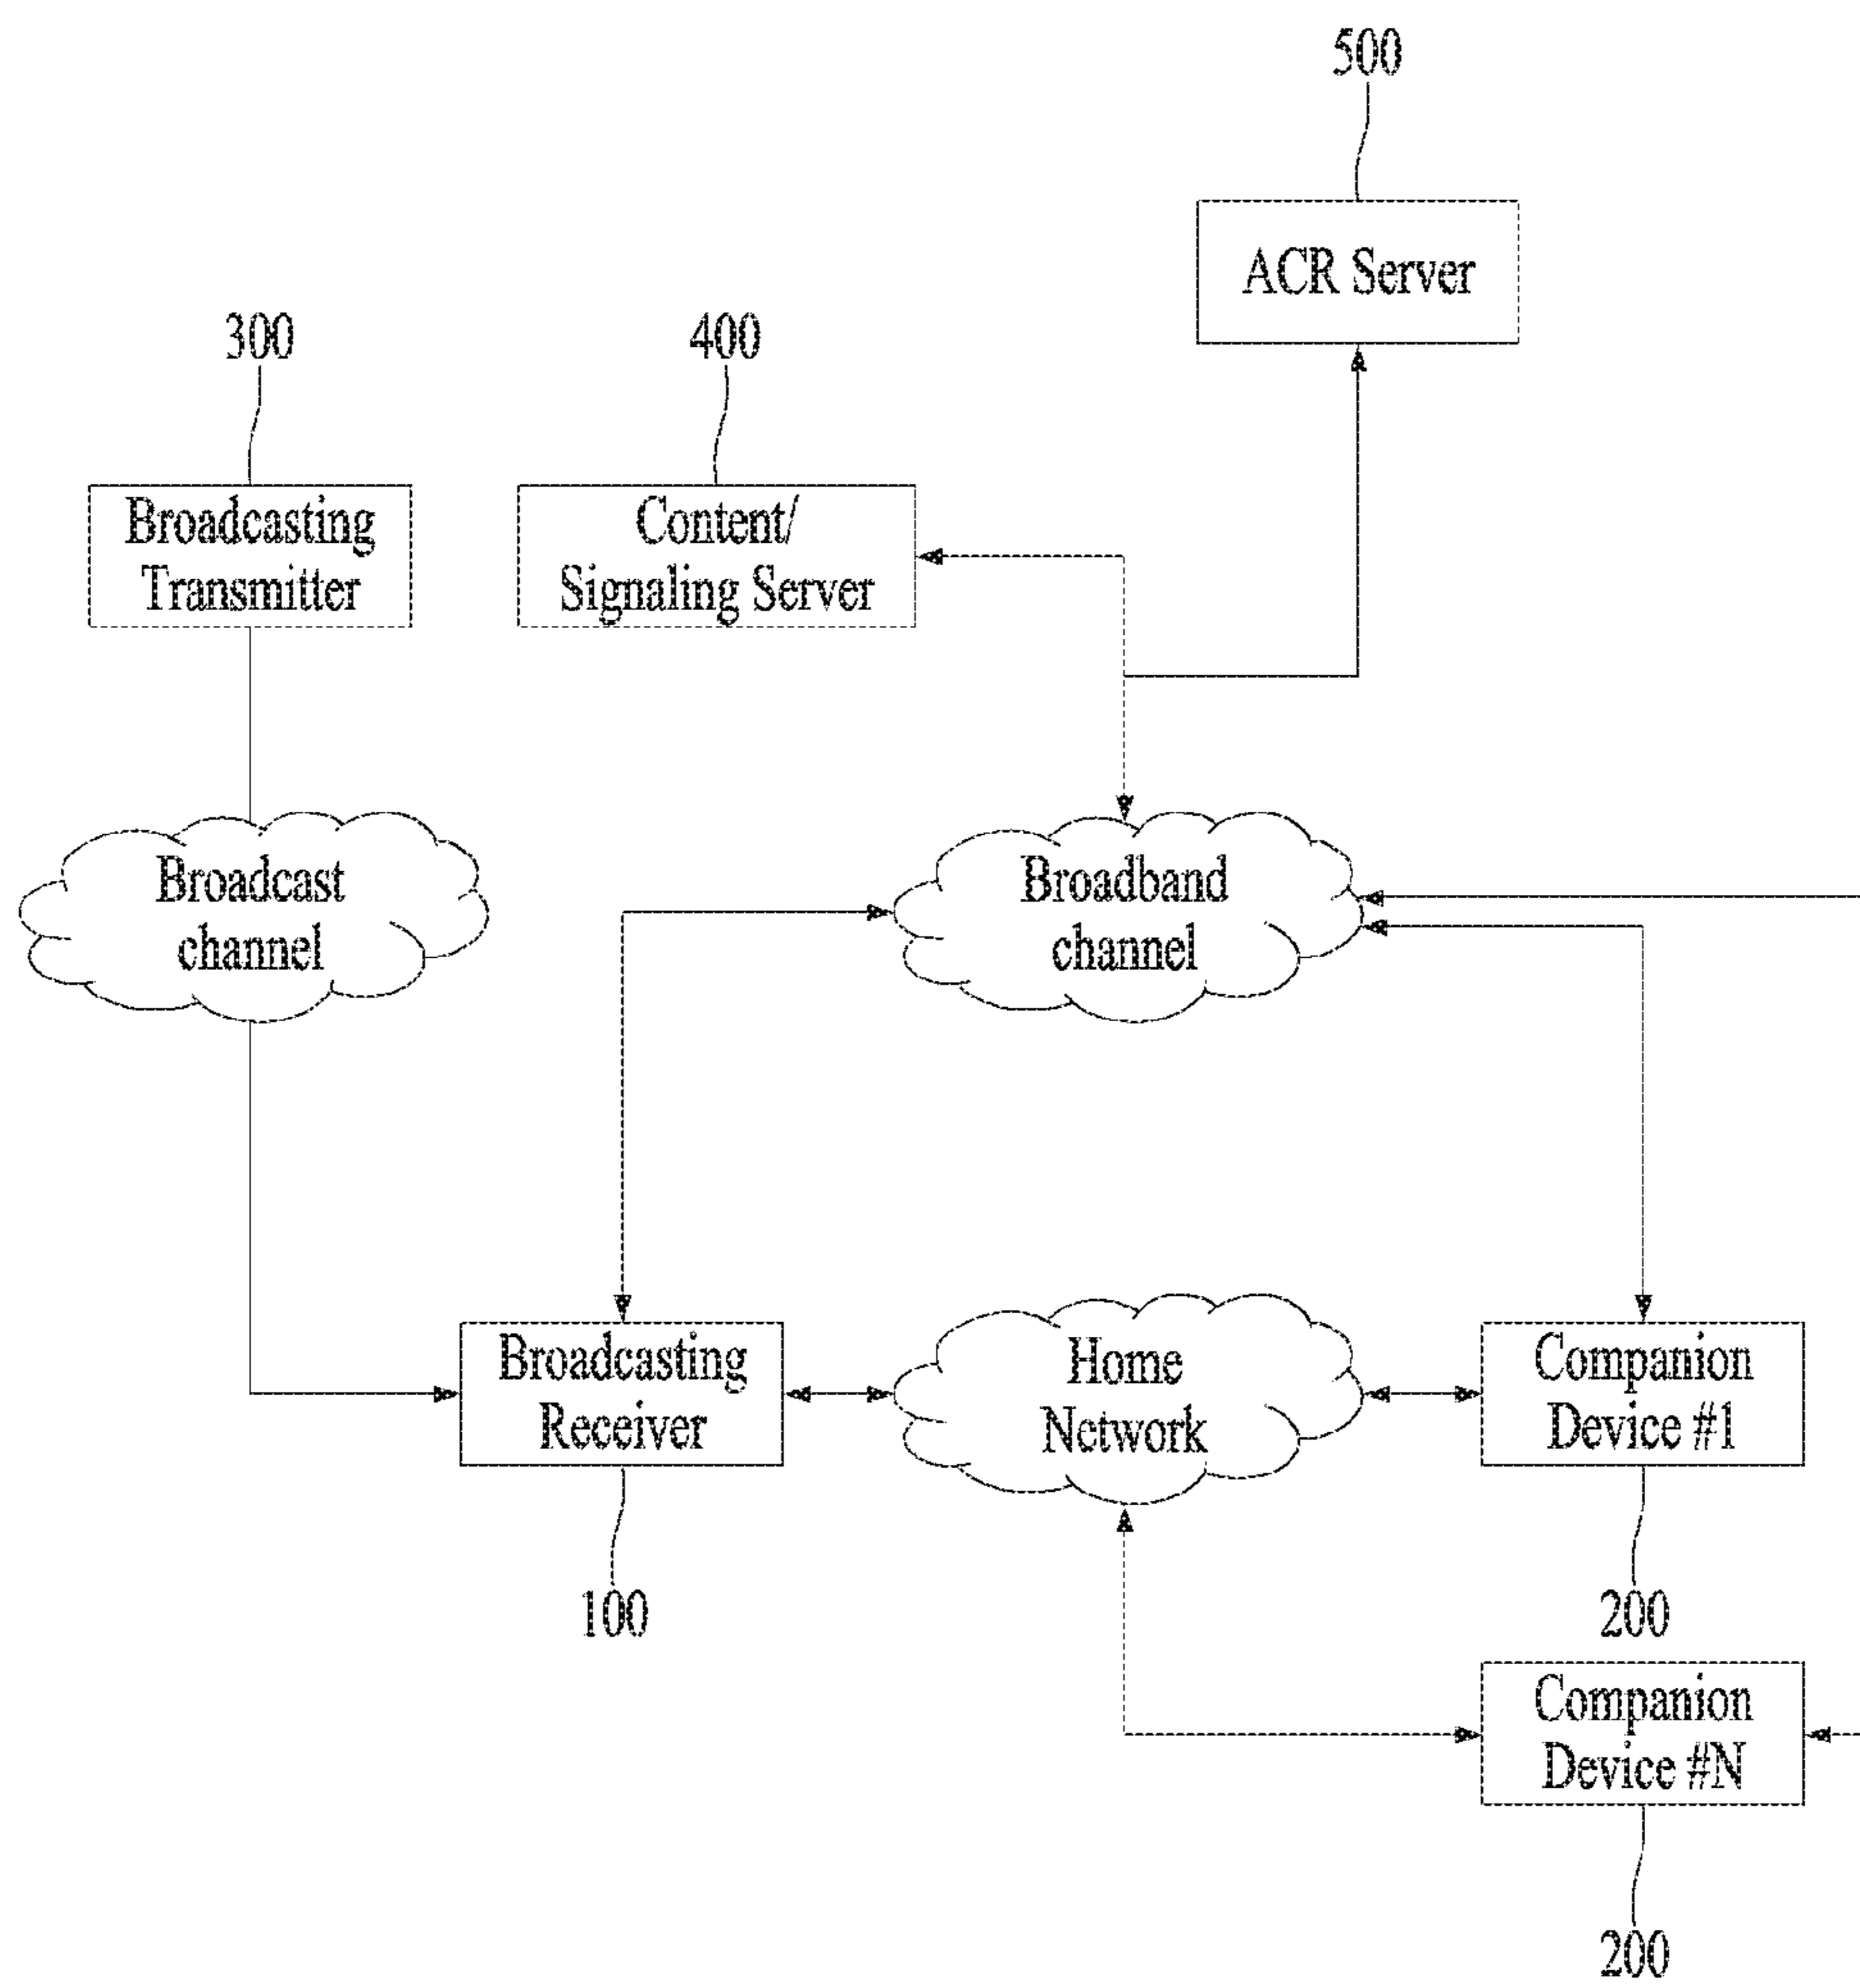 500
ACR Server
300
400
Broadcasting
Transmitter
Content/
Signaling Server
Broadcast
channel
Broadband
channel
Broadcasting
Receiver
Home
Network
Companion
Device #1
100
200
Companion
Device #N
200